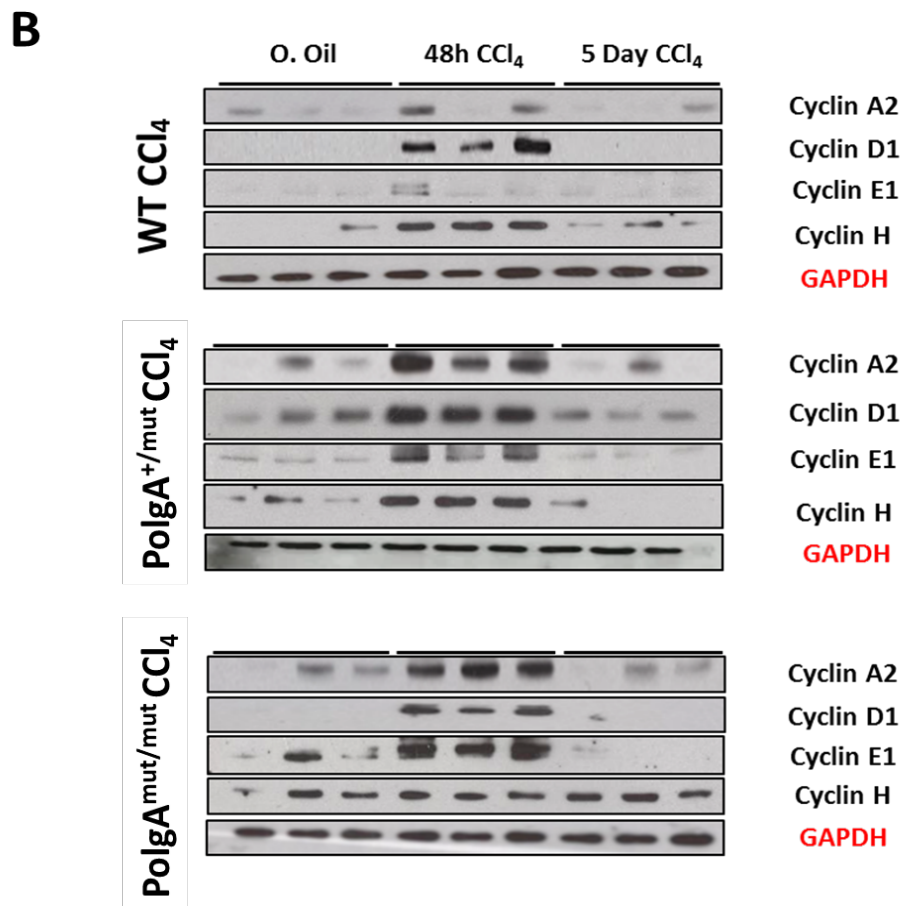 B
O. Oil 48h CCl₄ 5 Day CCl₄
WT CCl₄
Cyclin A2
Cyclin D1
Cyclin E1
Cyclin H
GAPDH
PolgA⁺/ᵐᵘᵗ CCl₄
Cyclin A2
Cyclin D1
Cyclin E1
Cyclin H
GAPDH
PolgAᵐᵘᵗ/ᵐᵘᵗ CCl₄
Cyclin A2
Cyclin D1
Cyclin E1
Cyclin H
GAPDH